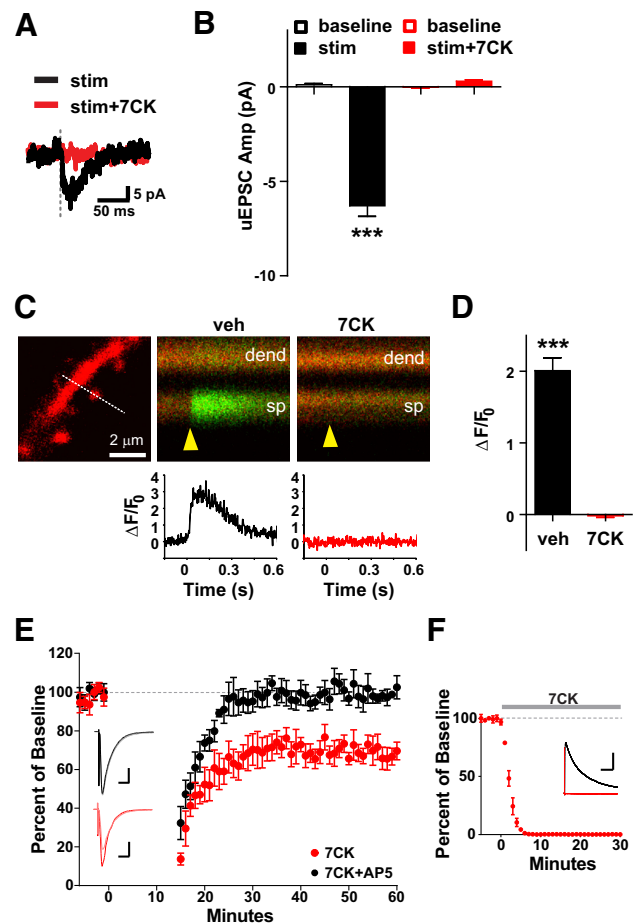 A
stim
stim+7CK
5 pA
50 ms
B
baseline
baseline
stim
stim+7CK
uEPSC Amp (pA)
0
-5
-10
***
C
veh
7CK
dend
dend
sp
sp
2 μm
ΔF/F0
4
3
2
1
0
0 0.2 0.4 0.6
0 0.2 0.4 0.6
Time (s)
Time (s)
D
***
ΔF/F0
2
1
0
veh
7CK
E
Percent of Baseline
120
100
80
60
40
20
0
0 10 20 30 40 50 60
Minutes
7CK
7CK+AP5
F
7CK
Percent of Baseline
100
50
0
0 10 20 30
Minutes